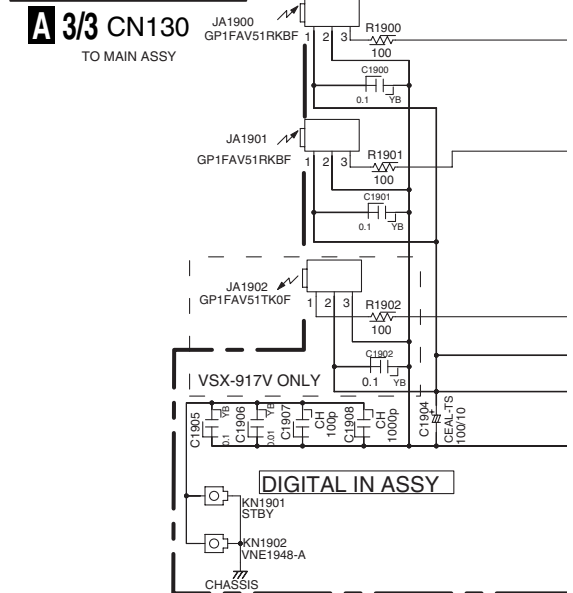 A 3/3 CN130
TO MAIN ASSY
JA1900
GP1FAV51RKBF
1 2 3
R1900
100
C1900
0.1 YB
JA1901
GP1FAV51RKBF
1 2 3
R1901
100
C1901
0.1 YB
JA1902
GP1FAV51TK0F
1 2 3
R1902
100
C1902
0.1 YB
VSX-917V ONLY
C1905
0.1 YB
C1906
0.01 YB
C1907
CH
100p
C1908
CH
1000p
C1904
+
CEAL-TS
100/10
DIGITAL IN ASSY
KN1901
STBY
KN1902
VNE1948-A
CHASSIS